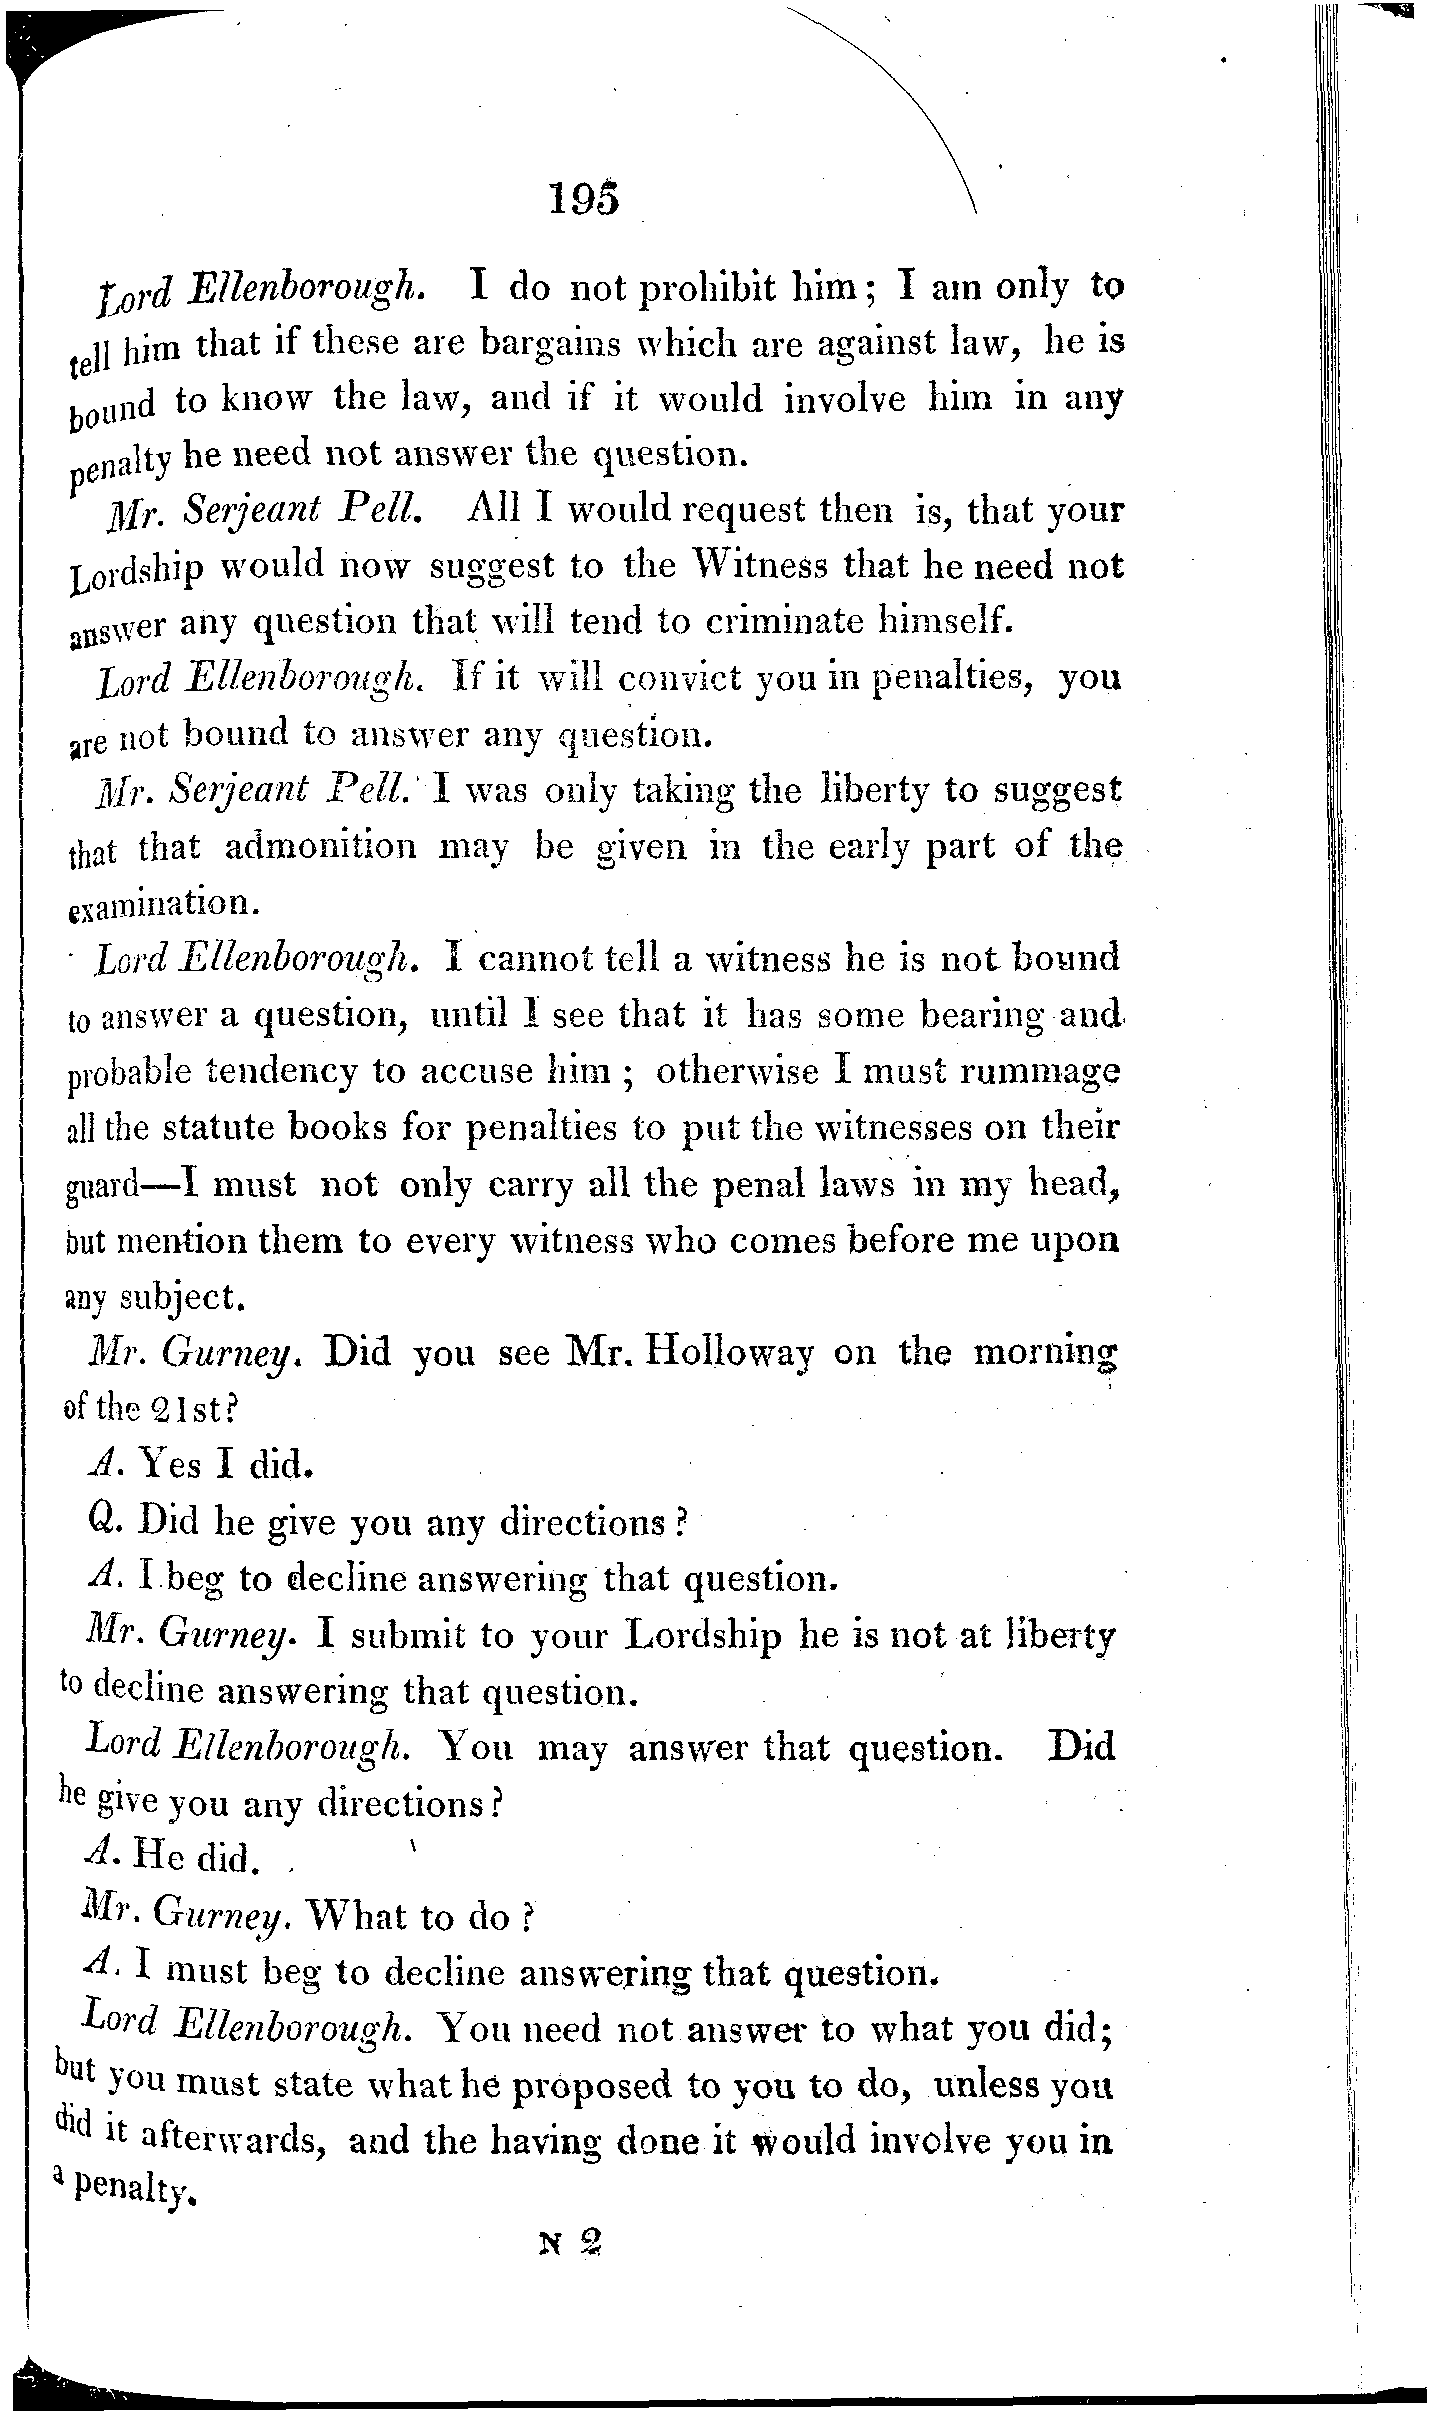 195
Lord Ellenborough. I do not prohibit him; I am only to
tell him that if these are bargains which are against law, he is
bound to know the law, and if it would involve him in any
penalty he need not answer the question.
Mr. Serjeant Pell. All I would request then is, that your
Lordship would now suggest to the Witness that he need not
answer any question that will tend to criminate himself.
Lord Ellenborough. If it will convict you in penalties, you
are not bound to answer any question.
Mr. Serjeant Pell. I was only taking the liberty to suggest
that that admonition may be given in the early part of the
examination.
Lord Ellenborough. I cannot tell a witness he is not bound
to answer a question, until I see that it has some bearing and
probable tendency to accuse him; otherwise I must rummage
all the statute books for penalties to put the witnesses on their
guard—I must not only carry all the penal laws in my head,
but mention them to every witness who comes before me upon
any subject.
Mr. Gurney. Did you see Mr. Holloway on the morning
of the 21st?
A. Yes I did.
Q. Did he give you any directions?
A. I beg to decline answering that question.
Mr. Gurney. I submit to your Lordship he is not at liberty
to decline answering that question.
Lord Ellenborough. You may answer that question. Did
he give you any directions?
A. He did.
Mr. Gurney. What to do?
A. I must beg to decline answering that question.
Lord Ellenborough. You need not answer to what you did;
but you must state what he proposed to you to do, unless you
did it afterwards, and the having done it would involve you in
a penalty.
N 2